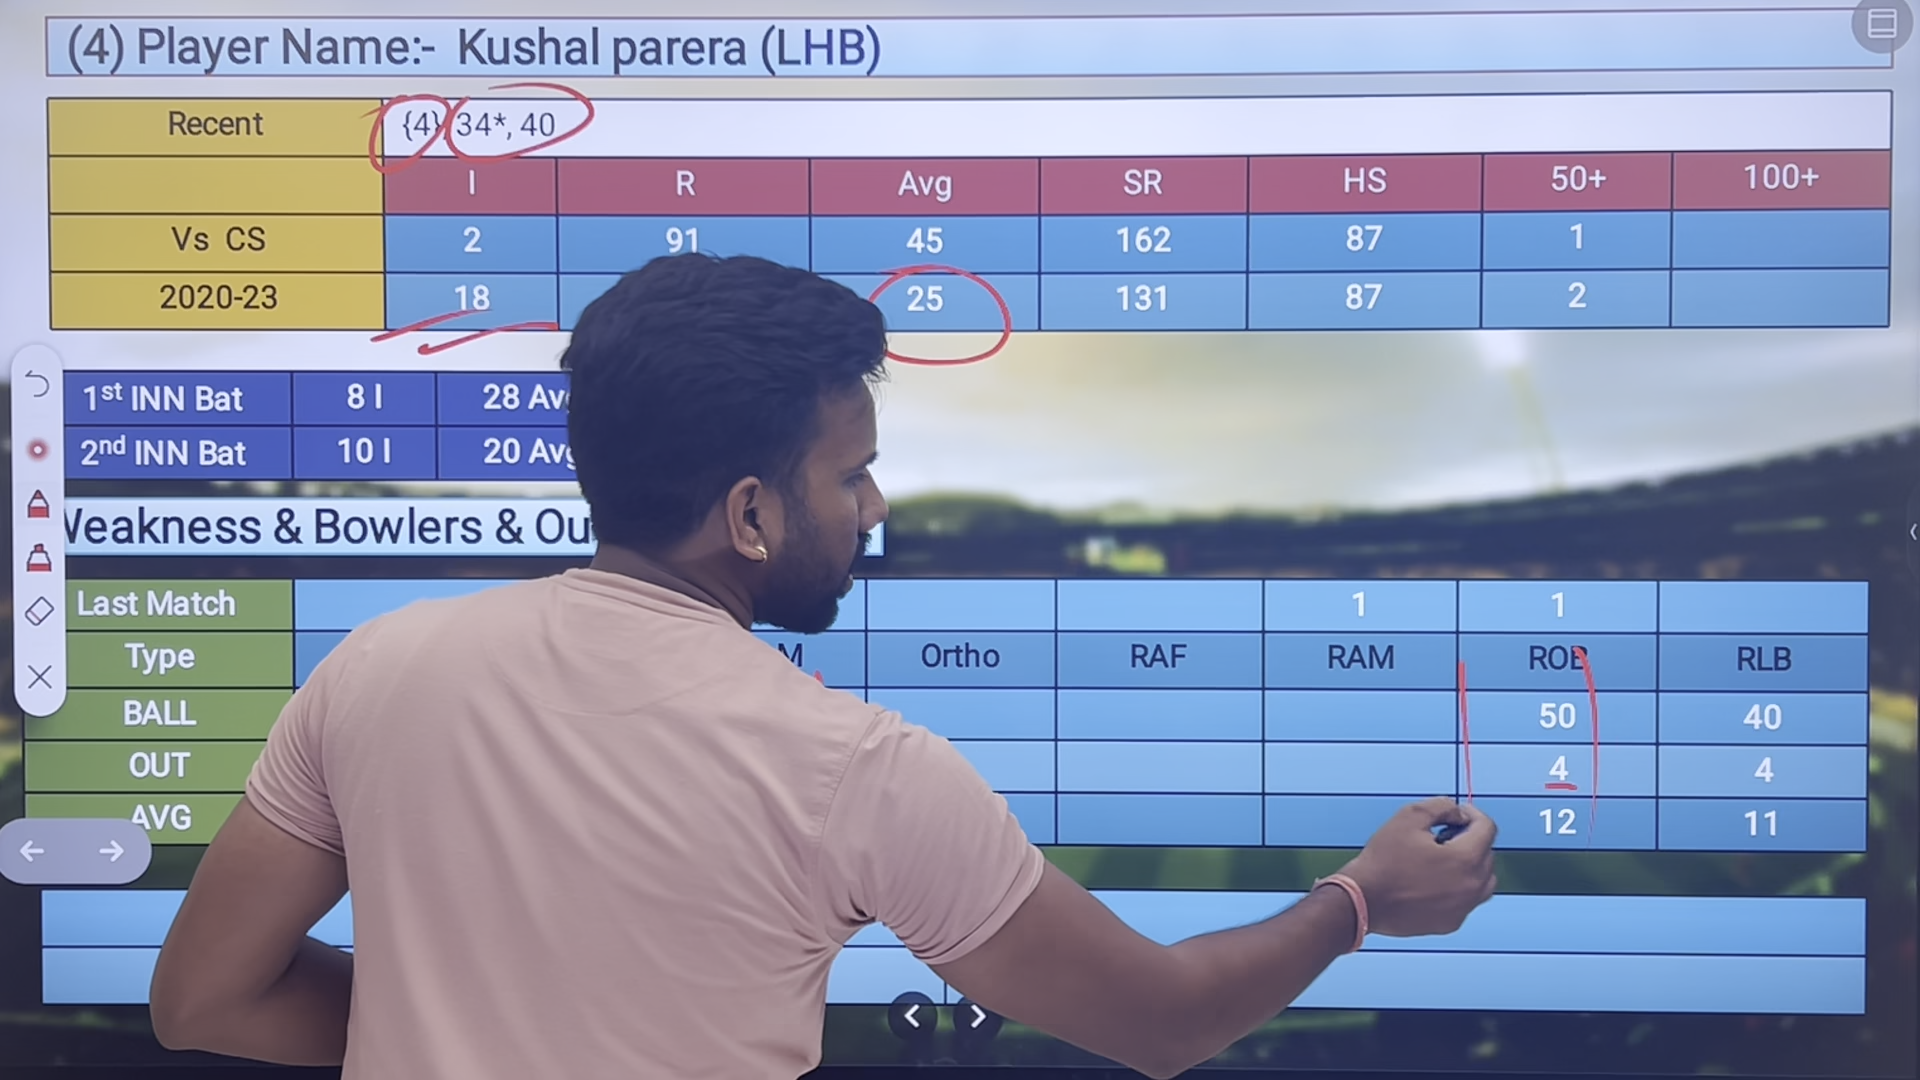 (4) Player Name:- Kushal parera (LHB)
Recent {4}, 34*, 40
I R Avg SR HS 50+ 100+
Vs CS 2 91 45 162 87 1
2020-23 18 25 131 87 2
1st INN Bat 8 I 28
2nd INN Bat 10 I 20
& Bowlers &
Last Match 1 1
Type Ortho RAF RAM ROB RLB
BALL 50 40
OUT 4 4
AVG 12 11